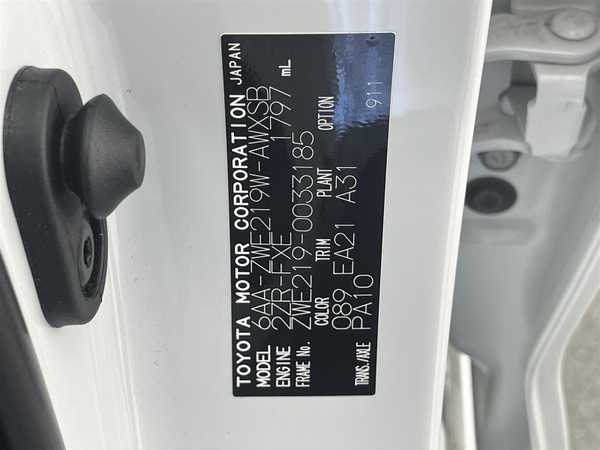 TOYOTA MOTOR CORPORATION JAPAN
MODEL 6AA-ZWE219W-AWXSB
ENGINE 2ZR-FXE 1797 mL
FRAME No. ZWE219-0033185
COLOR TRIM PLANT OPTION
089 EA21 A31 911
TRANS./AXLE PA10